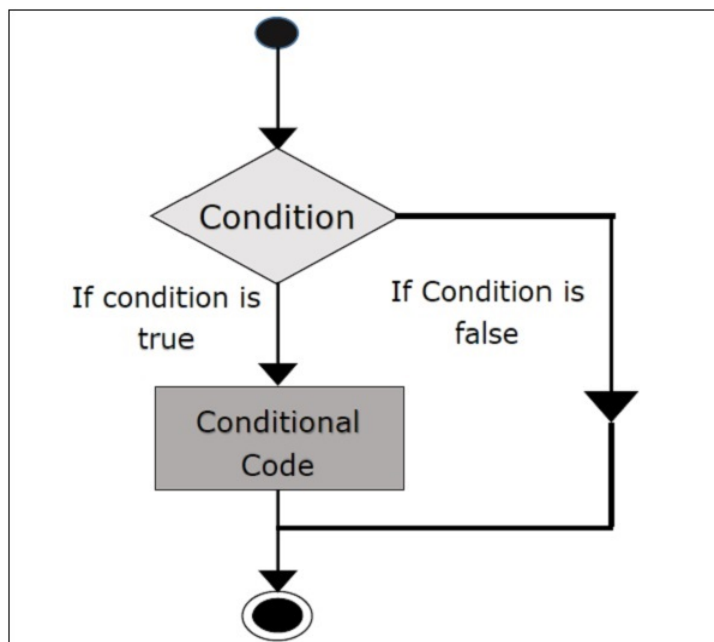 Condition
If condition is
true
If Condition is
false
Conditional
Code